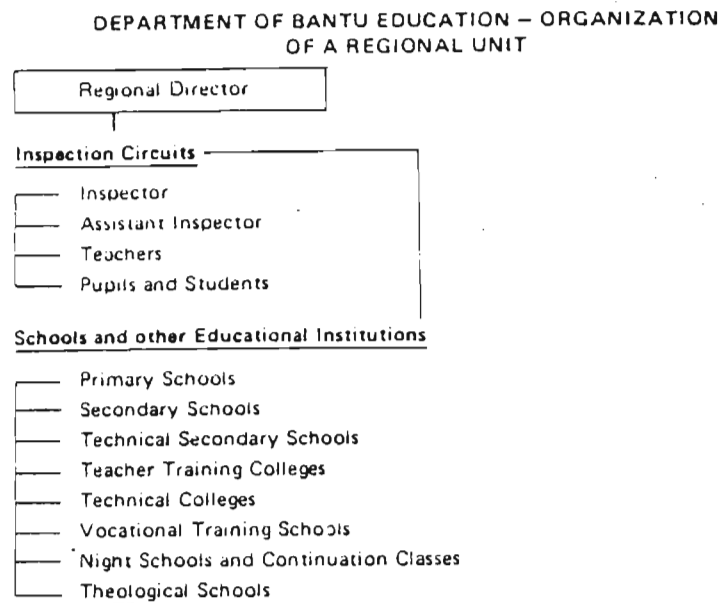 DEPARTMENT OF BANTU EDUCATION – ORGANIZATION
OF A REGIONAL UNIT
Regional Director
Inspection Circuits
Inspector
Assistant Inspector
Teachers
Pupils and Students
Schools and other Educational Institutions
Primary Schools
Secondary Schools
Technical Secondary Schools
Teacher Training Colleges
Technical Colleges
Vocational Training Schools
Night Schools and Continuation Classes
Theological Schools